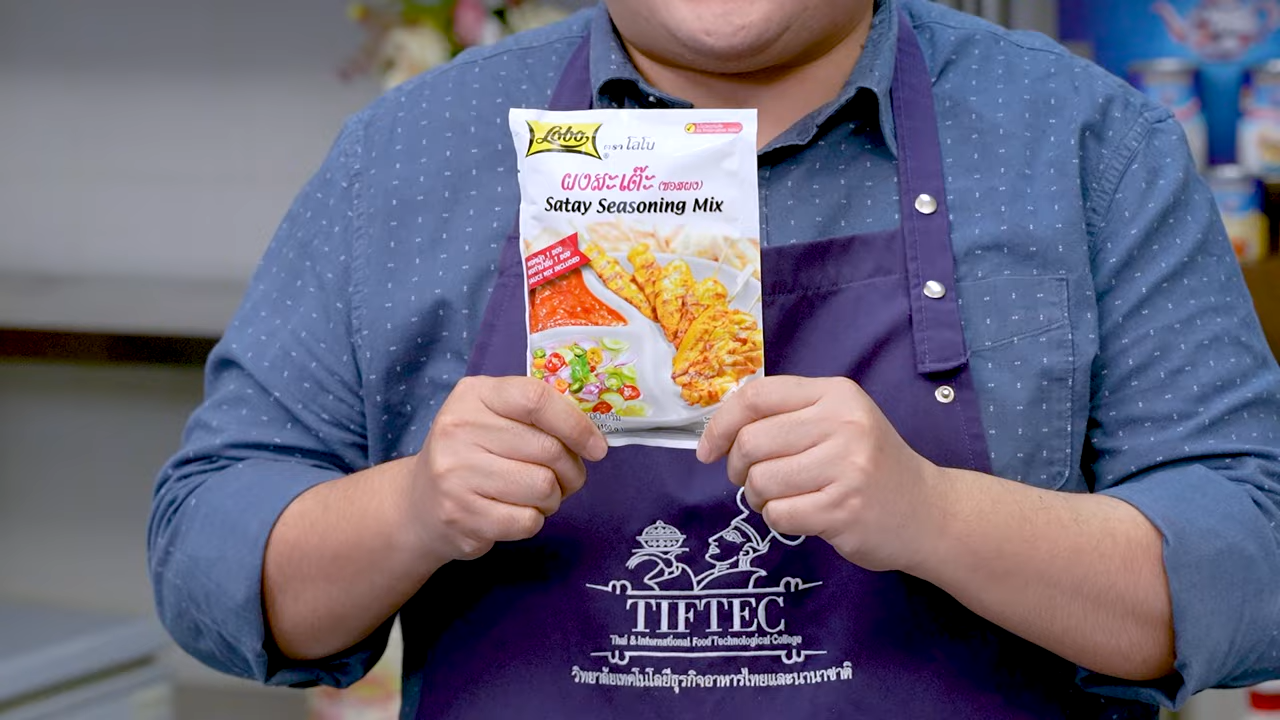 Lobo
®
ตรา โลโบ
ผงสะเต๊ะ (ซอสผง)
Satay Seasoning Mix
SAUCE MIX INCLUDED
TIFTEC
Thai & International Food Technological College
วิทยาลัยเทคโนโลยีธุรกิจอาหารไทยและนานาชาติ